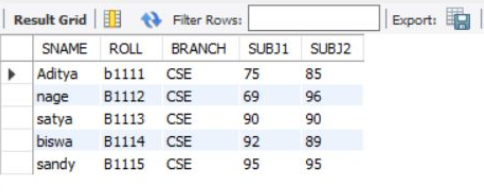 Result Grid Filter Rows: Export:
SNAME ROLL BRANCH SUBJ1 SUBJ2
Aditya b1111 CSE 75 85
nage B1112 CSE 69 96
satya B1113 CSE 90 90
biswa B1114 CSE 92 89
sandy B1115 CSE 95 95